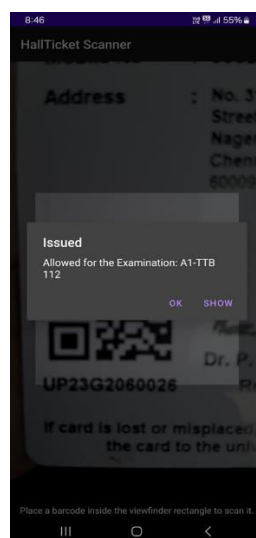 8:46
55%
HallTicket Scanner
Address : No. 3
Street
Nager
Chen
60009
Issued
Allowed for the Examination: A1-TTB
112
OK SHOW
Dr. P.
UP23G2060026 R
If card is lost or misplaced,
the card to the univ
Place a barcode inside the viewfinder rectangle to scan it.